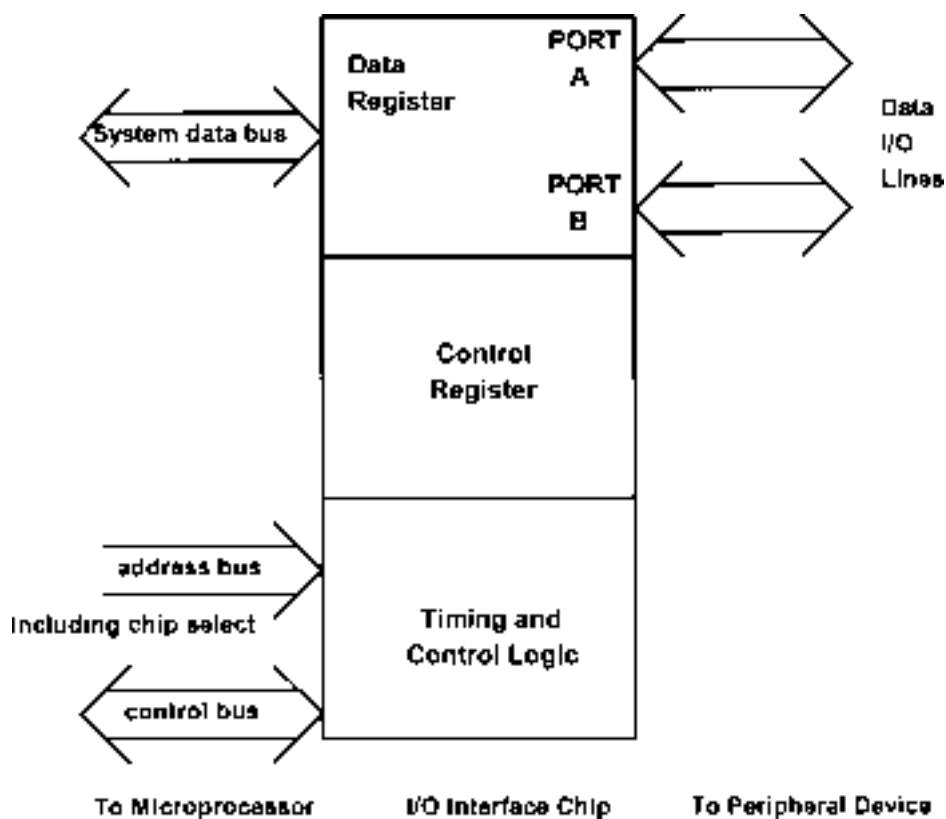 Data
Register
PORT
A
System data bus
PORT
B
Data
I/O
Lines
Control
Register
address bus
Including chip select
Timing and
Control Logic
control bus
To Microprocessor
I/O Interface Chip
To Peripheral Device